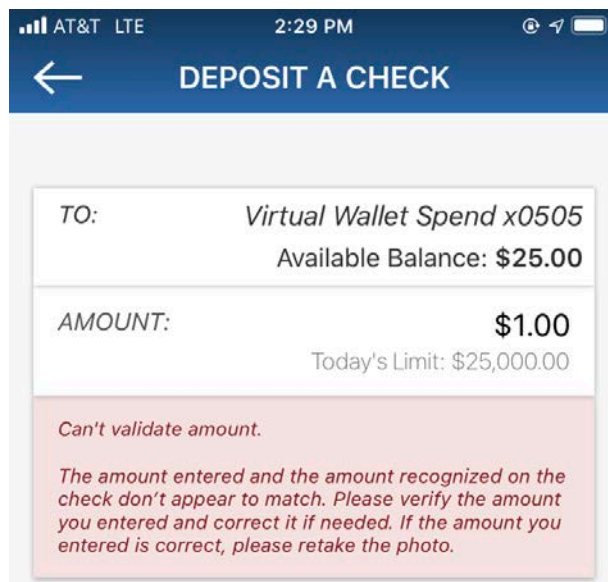 AT&T LTE 2:29 PM
DEPOSIT A CHECK
TO: Virtual Wallet Spend x0505
Available Balance: $25.00
AMOUNT: $1.00
Today's Limit: $25,000.00
Can't validate amount.
The amount entered and the amount recognized on the
check don't appear to match. Please verify the amount
you entered and correct it if needed. If the amount you
entered is correct, please retake the photo.